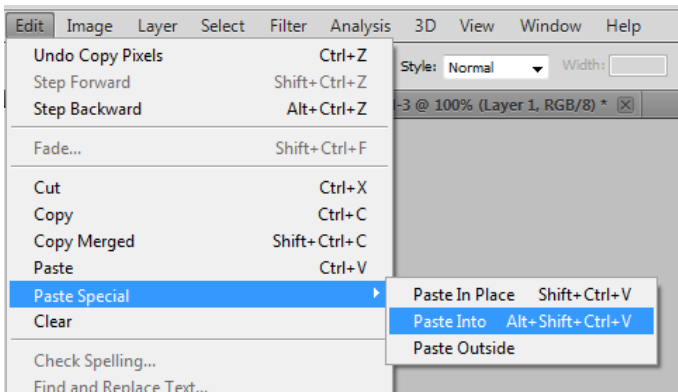 Edit Image Layer Select Filter Analysis 3D View Window Help
Undo Copy Pixels Ctrl+Z
Step Forward Shift+Ctrl+Z
Step Backward Alt+Ctrl+Z
Fade... Shift+Ctrl+F
Cut Ctrl+X
Copy Ctrl+C
Copy Merged Shift+Ctrl+C
Paste Ctrl+V
Paste Special
Clear
Check Spelling...
Find and Replace Text...
Style: Normal Width:
-3 @ 100% (Layer 1, RGB/8) *
Paste In Place Shift+Ctrl+V
Paste Into Alt+Shift+Ctrl+V
Paste Outside